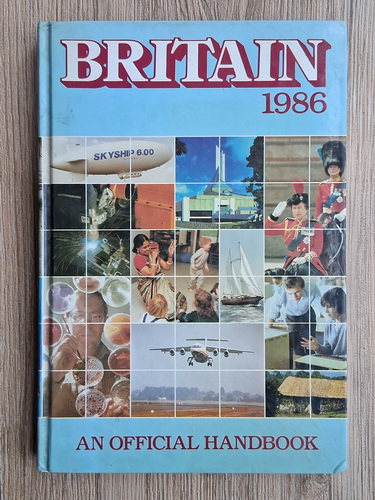 BRITAIN
1986
SKYSHIP 600
AN OFFICIAL HANDBOOK